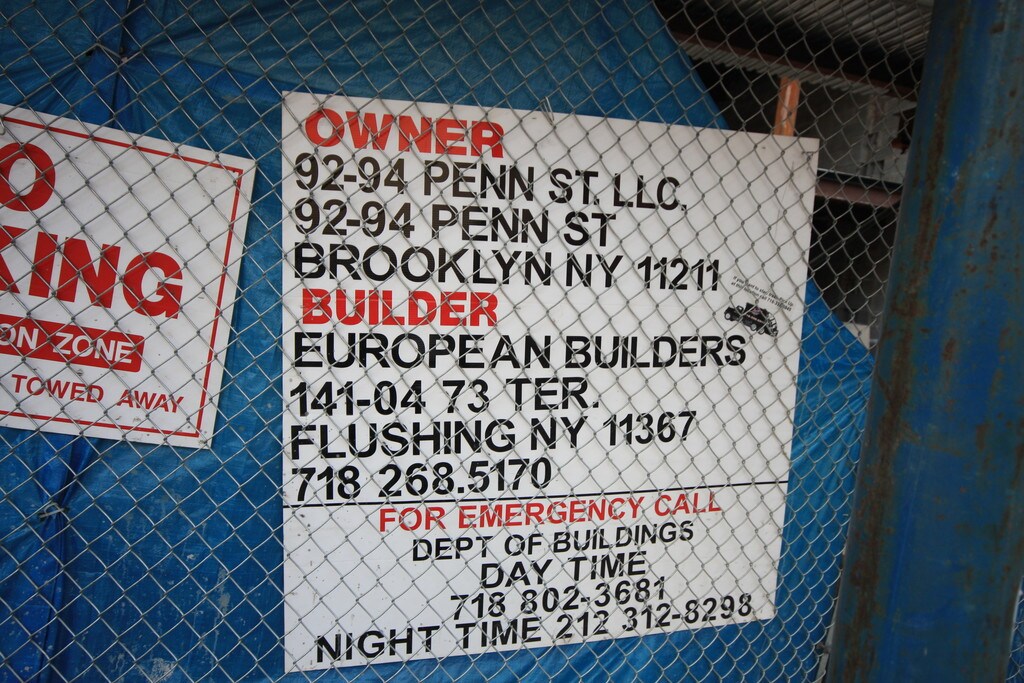 O
KING
ON ZONE
TOWED AWAY
OWNER
92-94 PENN ST. LLC.
92-94 PENN ST
BROOKLYN NY 11211
BUILDER
EUROPEAN BUILDERS
141-04 73 TER.
FLUSHING NY 11367
718 268.5170
FOR EMERGENCY CALL
DEPT OF BUILDINGS
DAY TIME
718 802-3681
NIGHT TIME 212 312-8298